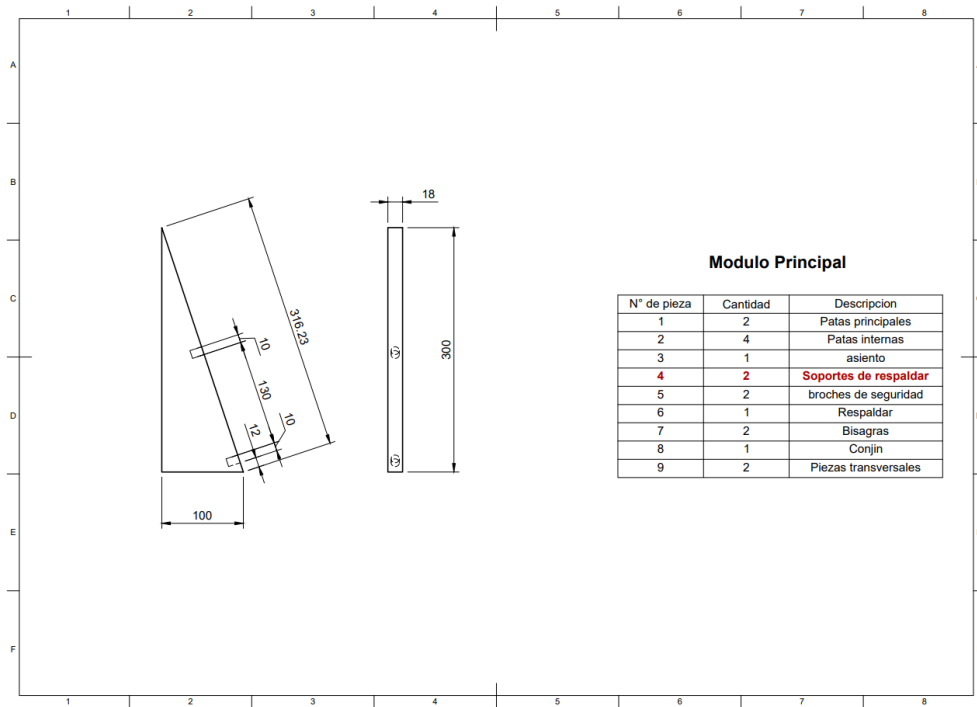 1 2 3 4 5 6 7 8
A
B
C
D
E
F
18
316.23
10
130
10
12
300
100
Modulo Principal
N° de pieza Cantidad Descripcion
1 2 Patas principales
2 4 Patas internas
3 1 asiento
4 2 Soportes de respaldar
5 2 broches de seguridad
6 1 Respaldar
7 2 Bisagras
8 1 Conjin
9 2 Piezas transversales
1 2 3 4 5 6 7 8